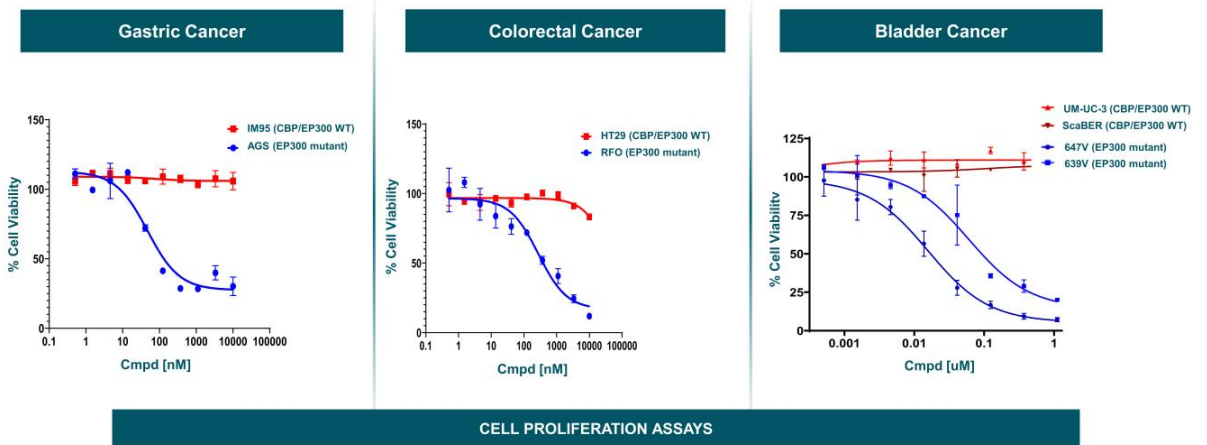 Gastric Cancer
Colorectal Cancer
Bladder Cancer
% Cell Viability
150
100
50
0
0.1 1 10 100 1000 10000 100000
Cmpd [nM]
IM95 (CBP/EP300 WT)
AGS (EP300 mutant)
% Cell Viability
150
100
50
0
0.1 1 10 100 1000 10000 100000
Cmpd [nM]
HT29 (CBP/EP300 WT)
RFO (EP300 mutant)
% Cell Viability
125
100
75
50
25
0
0.001 0.01 0.1 1
Cmpd [uM]
UM-UC-3 (CBP/EP300 WT)
ScaBER (CBP/EP300 WT)
647V (EP300 mutant)
639V (EP300 mutant)
CELL PROLIFERATION ASSAYS